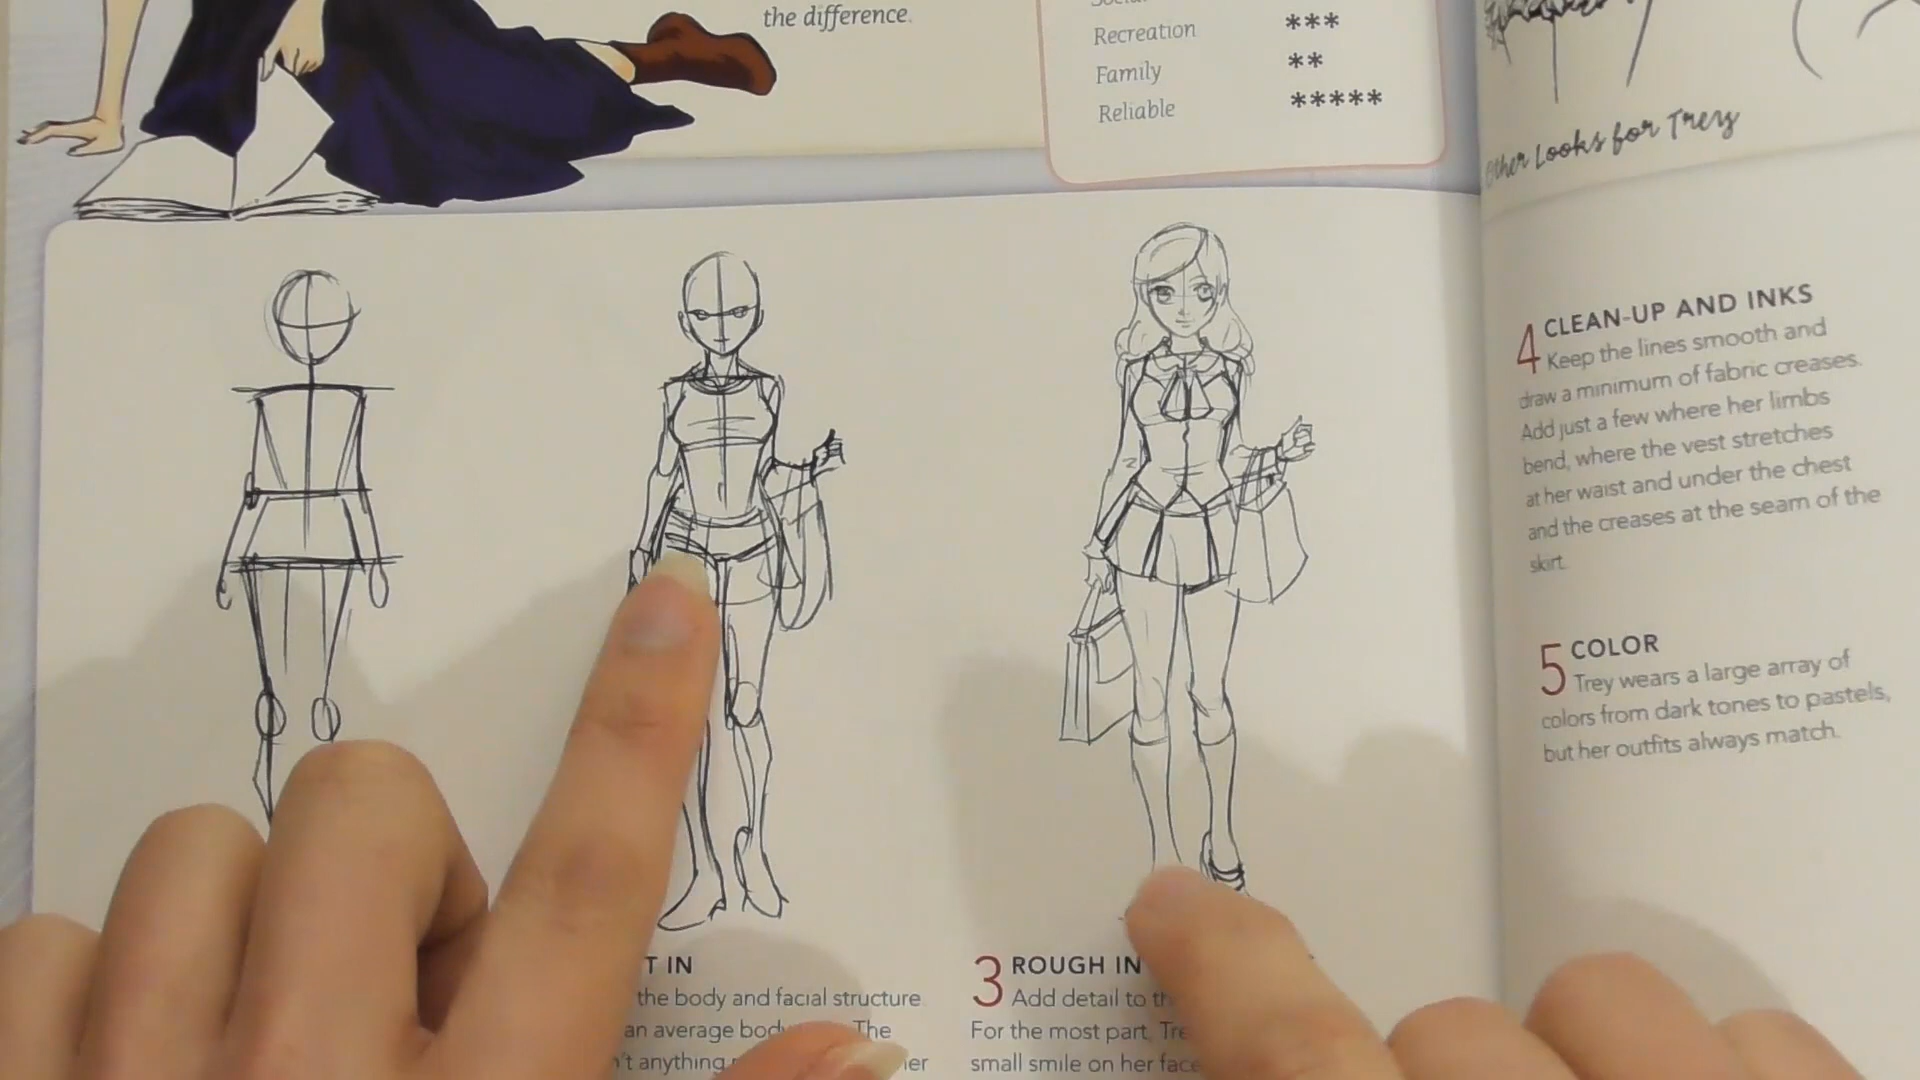 the difference.
Recreation ***
Family **
Reliable *****
Other Looks for Trey
T IN
the body and facial structure.
an average bod The
't anything
3 ROUGH IN
Add detail to th
For the most part, Tre
small smile on her face
4 CLEAN-UP AND INKS
Keep the lines smooth and
draw a minimum of fabric creases.
Add just a few where her limbs
bend, where the vest stretches
at her waist and under the chest
and the creases at the seam of the
skirt.
5 COLOR
Trey wears a large array of
colors from dark tones to pastels,
but her outfits always match.